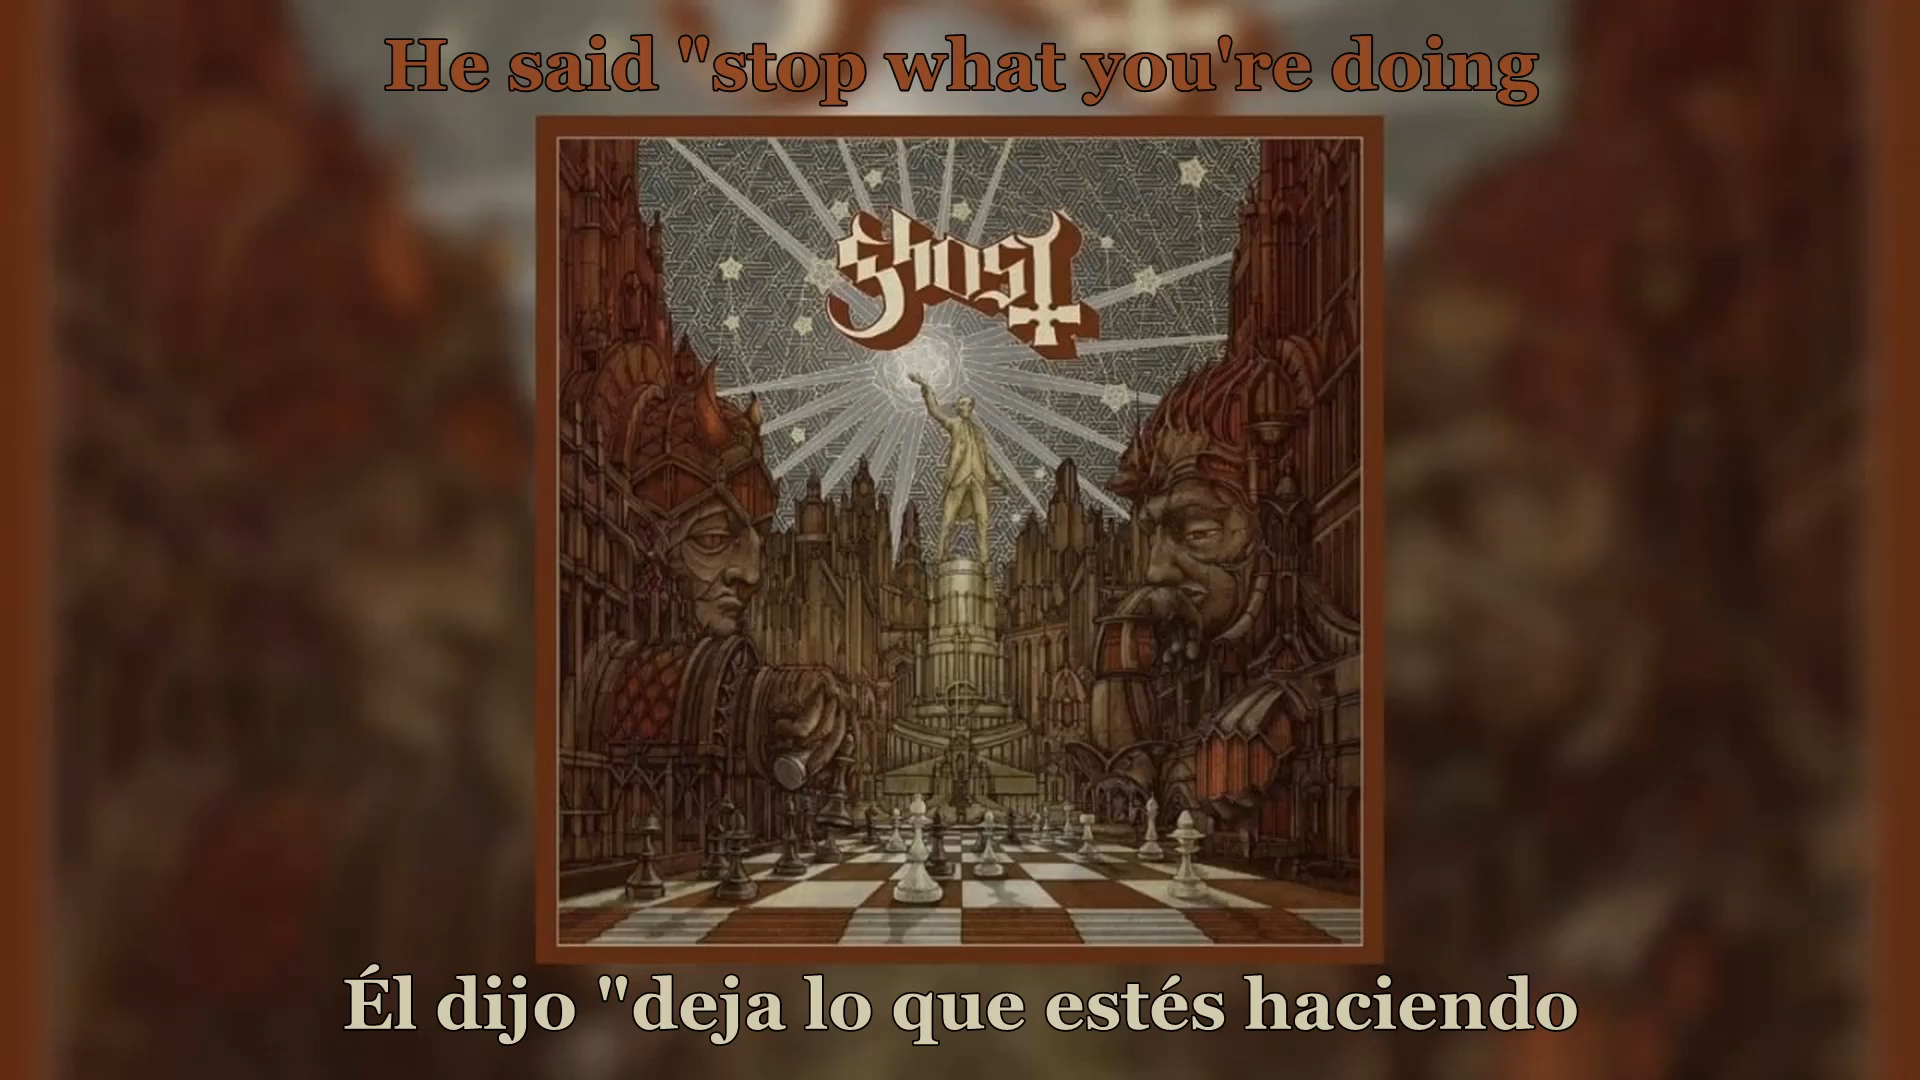 He said "stop what you're doing
Ghost
Él dijo "deja lo que estés haciendo